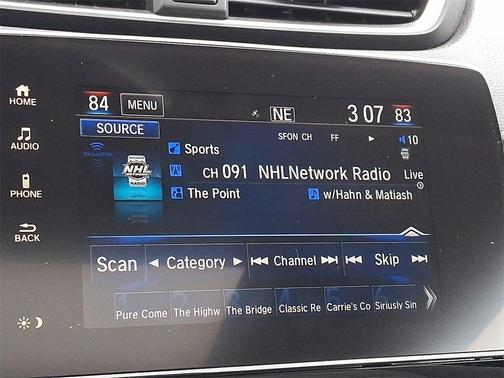 HOME
AUDIO
PHONE
BACK
84 MENU NE 3 07 83
SOURCE SFON CH FF 10
SiriusXM Sports
NHL RADIO
CH 091 NHLNetwork Radio Live
The Point w/Hahn & Matiash
Scan Category Channel Skip
Pure Come The Highw The Bridge Classic Re Carrie's Co Siriusly Sin